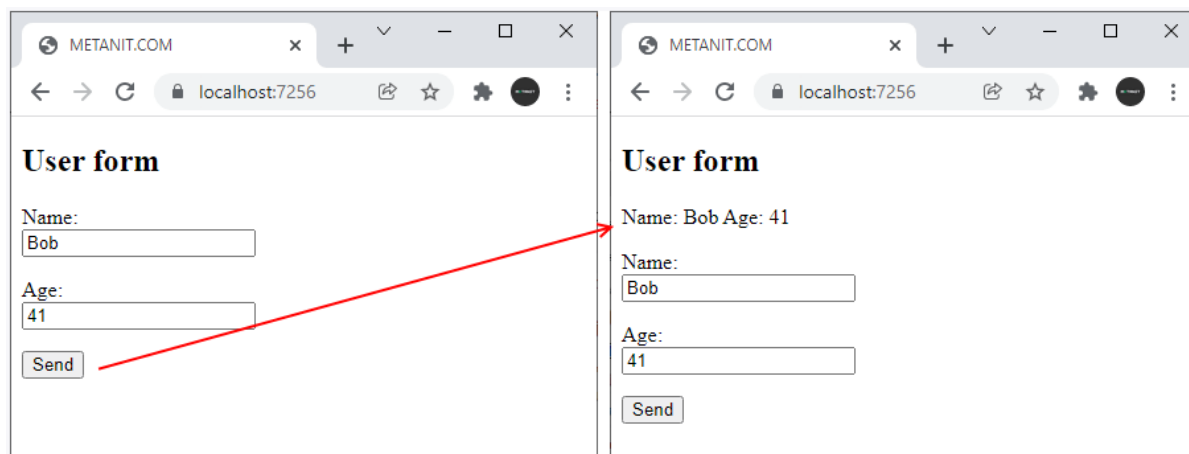 METANIT.COM
localhost:7256
User form
Name:
Bob
Age:
41
Send
METANIT.COM
localhost:7256
User form
Name: Bob Age: 41
Name:
Bob
Age:
41
Send